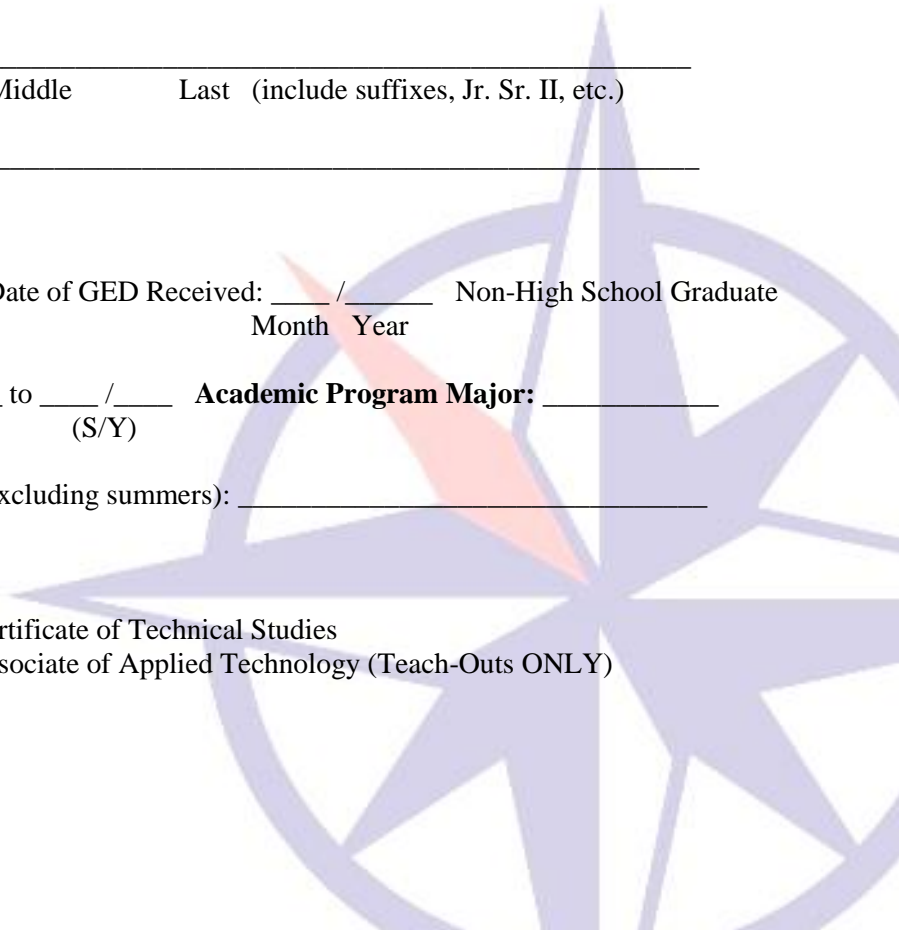 Middle Last (include suffixes, Jr. Sr. II, etc.)
Date of GED Received: ____ /______ Non-High School Graduate
Month Year
to ____ /____ Academic Program Major: ____________
(S/Y)
xcluding summers): ________________________________
rtificate of Technical Studies
sociate of Applied Technology (Teach-Outs ONLY)